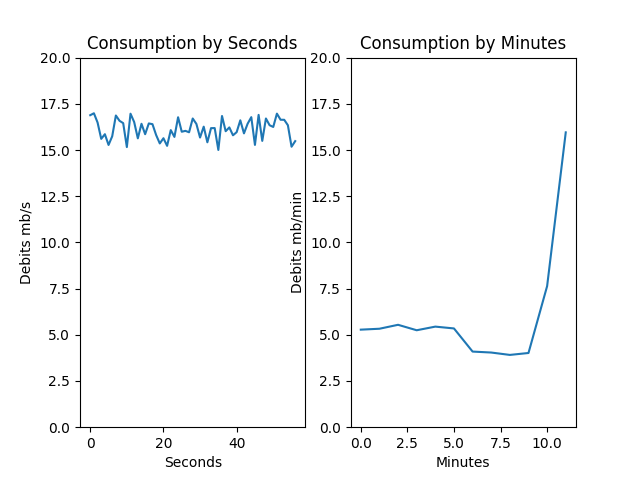 Consumption by Seconds
20.0
17.5
15.0
12.5
10.0
7.5
5.0
2.5
0.0
Debits mb/s
0 20 40
Seconds
Consumption by Minutes
20.0
17.5
15.0
12.5
10.0
7.5
5.0
2.5
0.0
Debits mb/min
0.0 2.5 5.0 7.5 10.0
Minutes